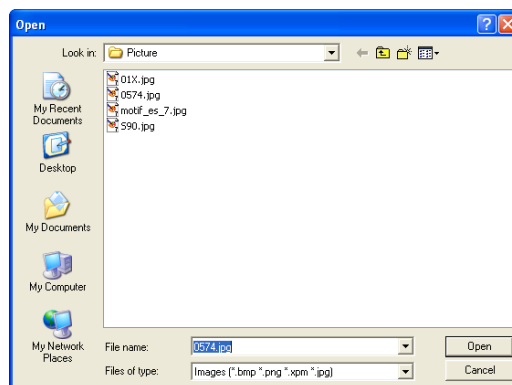 Open
Look in:
Picture
My Recent
Documents
Desktop
My Documents
My Computer
My Network
Places
01X.jpg
0574.jpg
motif_es_7.jpg
S90.jpg
File name:
0574.jpg
Open
Files of type:
Images (*.bmp *.png *.xpm *.jpg)
Cancel